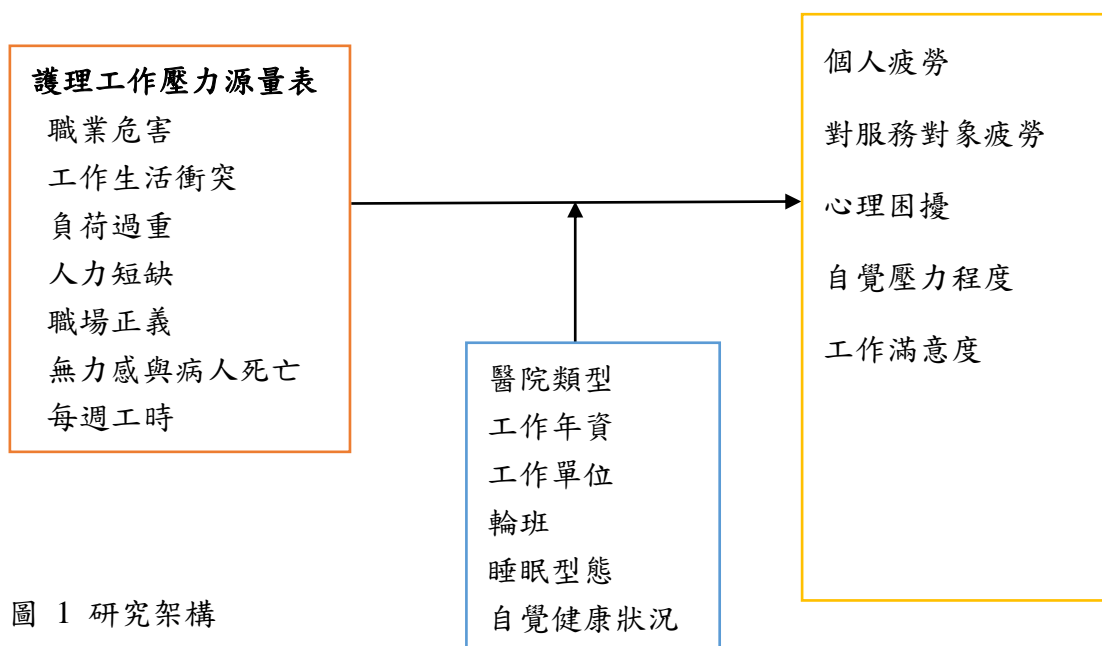 護理工作壓力源量表
職業危害
工作生活衝突
負荷過重
人力短缺
職場正義
無力感與病人死亡
每週工時
個人疲勞
對服務對象疲勞
心理困擾
自覺壓力程度
工作滿意度
醫院類型
工作年資
工作單位
輪班
睡眠型態
自覺健康狀況
圖 1 研究架構